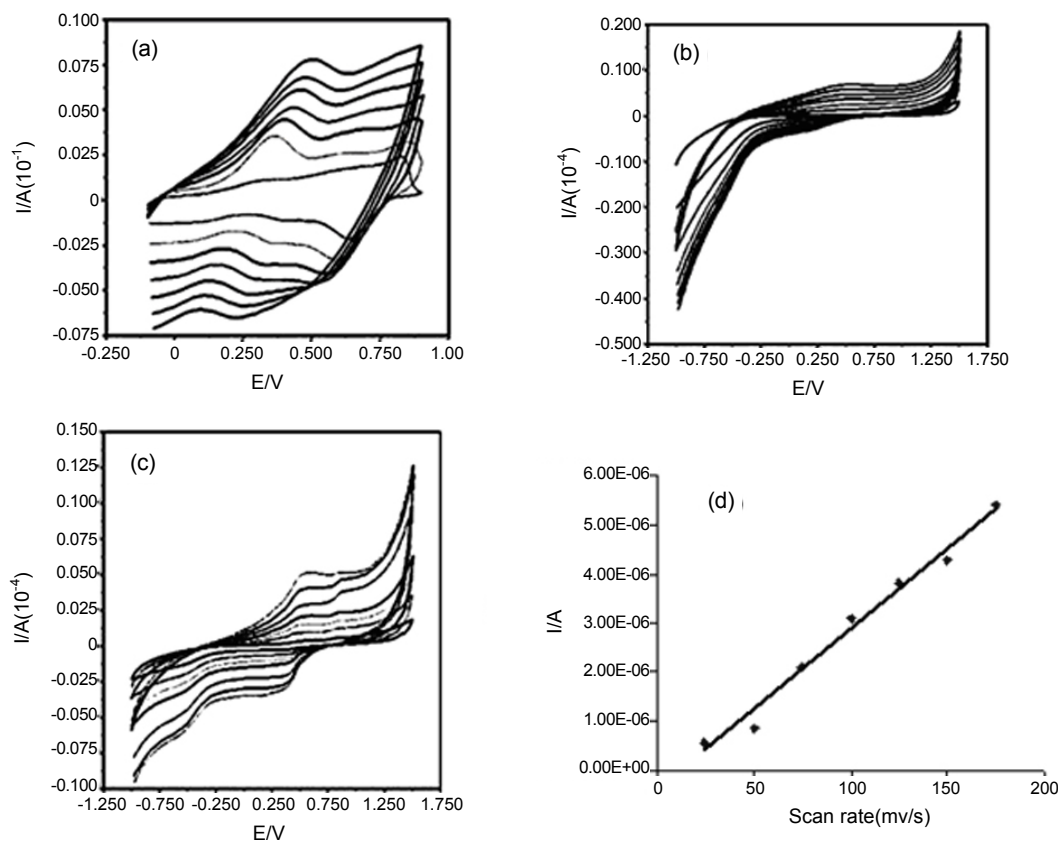 (a)
I/A(10⁻¹)
0.100
0.075
0.050
0.025
0
-0.025
-0.050
-0.075
-0.250 0 0.250 0.500 0.750 1.00
E/V
(b)
I/A(10⁻⁴)
0.200
0.100
0
-0.100
-0.200
-0.300
-0.400
-0.500
-1.250 -0.750 -0.250 0.250 0.750 1.250 1.750
E/V
(c)
I/A(10⁻⁴)
0.150
0.125
0.100
0.075
0.050
0.025
0
-0.025
-0.050
-0.075
-0.100
-1.250 -0.750 -0.250 0.250 0.750 1.250 1.750
E/V
(d)
I/A
6.00E-06
5.00E-06
4.00E-06
3.00E-06
2.00E-06
1.00E-06
0.00E+00
0 50 100 150 200
Scan rate(mv/s)